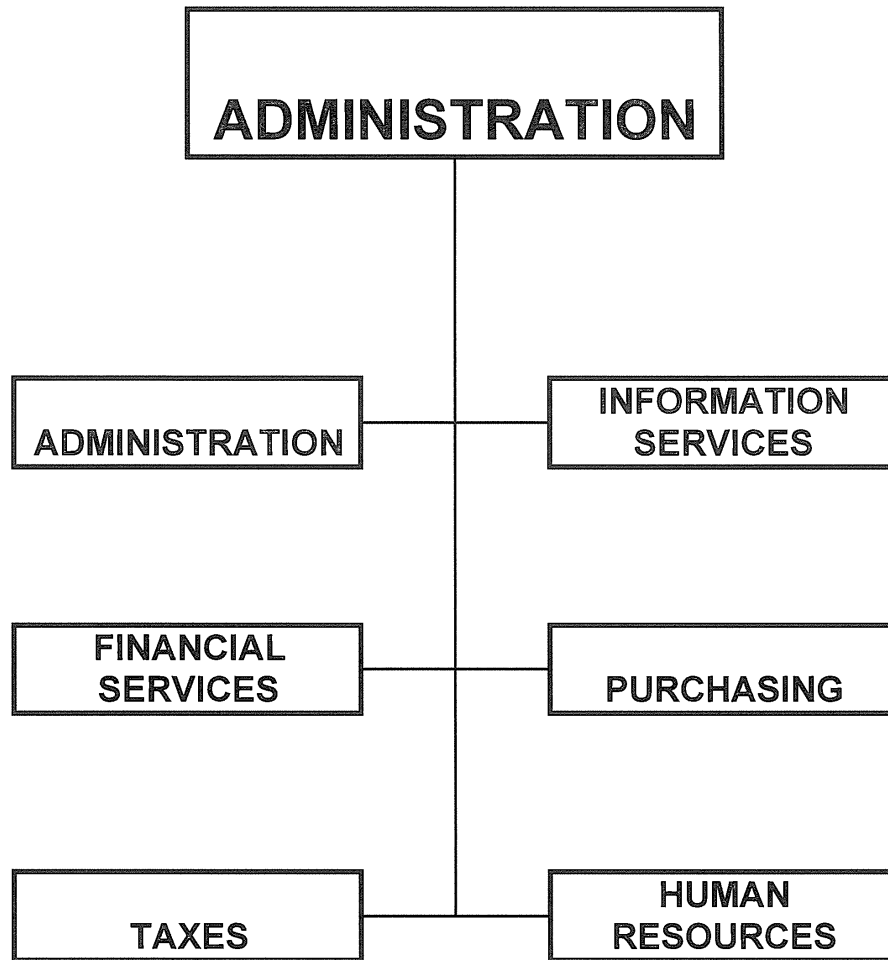 ADMINISTRATION
ADMINISTRATION
INFORMATION
SERVICES
FINANCIAL
SERVICES
PURCHASING
TAXES
HUMAN
RESOURCES